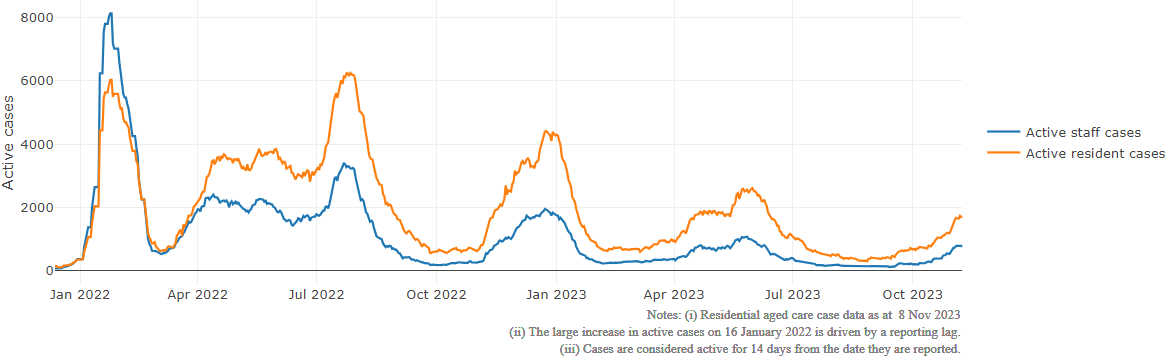 8000
6000
4000
2000
0
Active cases
Jan 2022
Apr 2022
Jul 2022
Oct 2022
Jan 2023
Apr 2023
Jul 2023
Oct 2023
Active staff cases
Active resident cases
Notes: (i) Residential aged care case data as at 8 Nov 2023
(ii) The large increase in active cases on 16 January 2022 is driven by a reporting lag.
(iii) Cases are considered active for 14 days from the date they are reported.